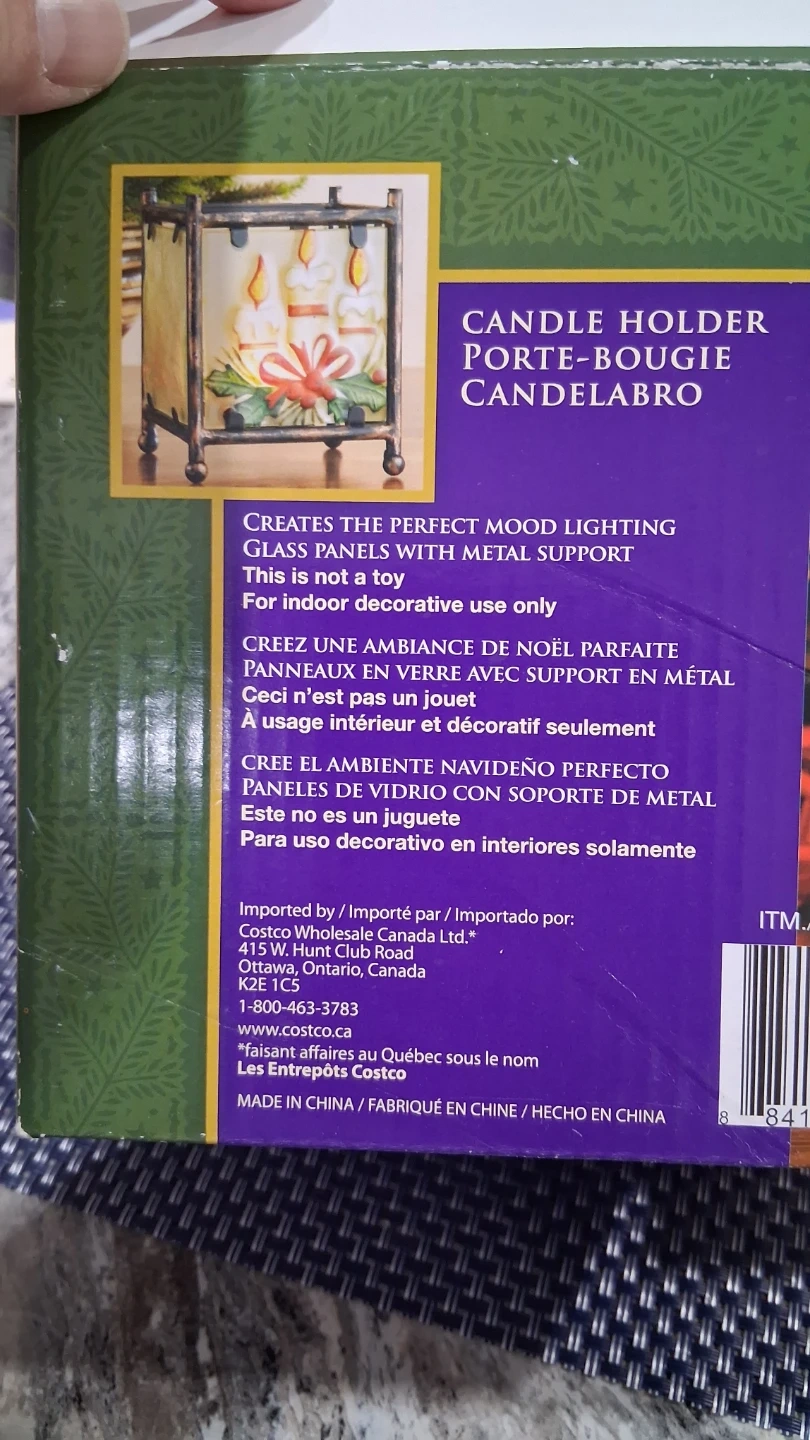 CANDLE HOLDER
PORTE-BOUGIE
CANDELABRO
CREATES THE PERFECT MOOD LIGHTING
GLASS PANELS WITH METAL SUPPORT
This is not a toy
For indoor decorative use only
CREEZ UNE AMBIANCE DE NOËL PARFAITE
PANNEAUX EN VERRE AVEC SUPPORT EN MÉTAL
Ceci n'est pas un jouet
À usage intérieur et décoratif seulement
CREE EL AMBIENTE NAVIDEÑO PERFECTO
PANELES DE VIDRIO CON SOPORTE DE METAL
Este no es un juguete
Para uso decorativo en interiores solamente
Imported by / Importé par / Importado por:
Costco Wholesale Canada Ltd.*
415 W. Hunt Club Road
Ottawa, Ontario, Canada
K2E 1C5
1-800-463-3783
www.costco.ca
*faisant affaires au Québec sous le nom
Les Entrepôts Costco
MADE IN CHINA / FABRIQUÉ EN CHINE / HECHO EN CHINA
ITM.
8 841